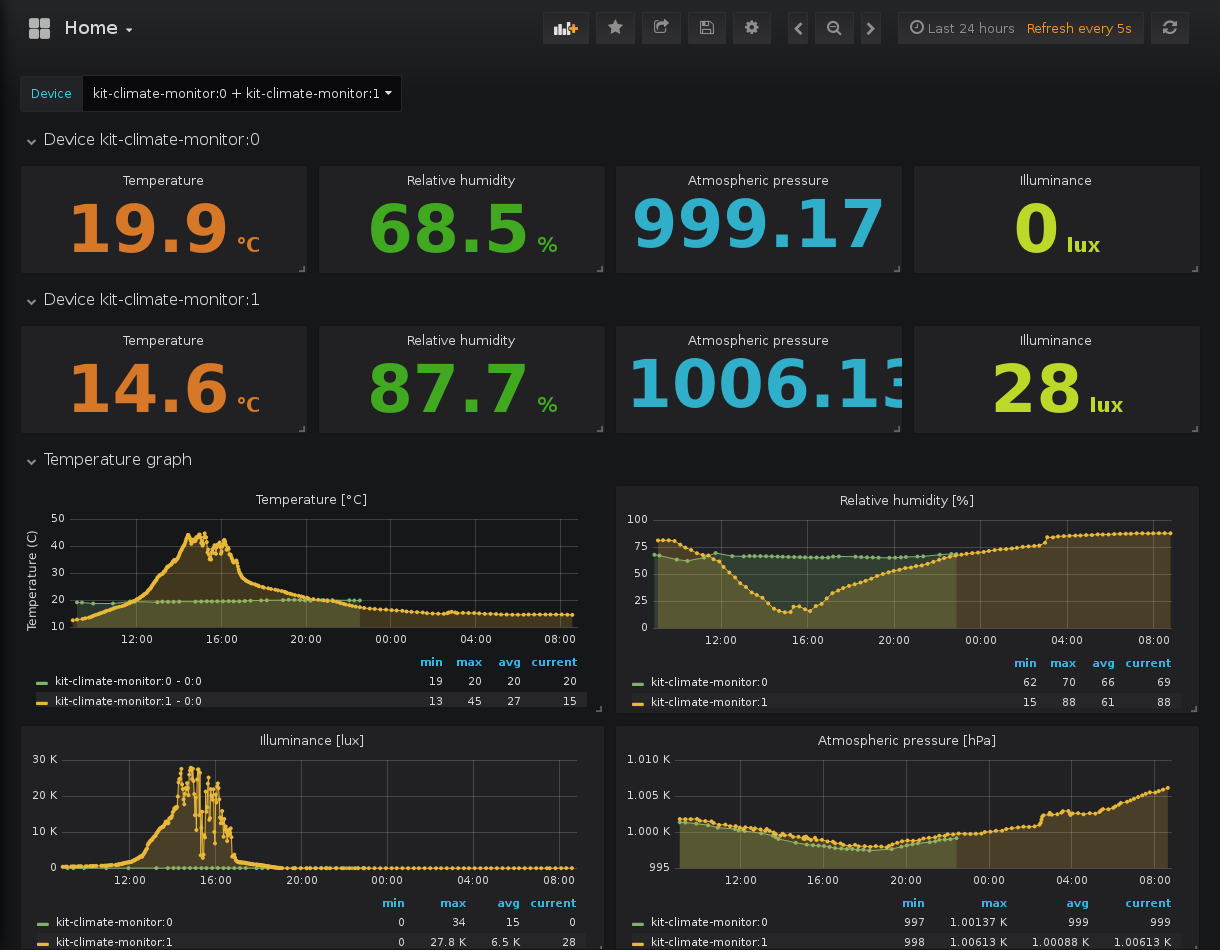 Home
Last 24 hours Refresh every 5s
Device kit-climate-monitor:0 + kit-climate-monitor:1
Device kit-climate-monitor:0
Temperature Relative humidity Atmospheric pressure Illuminance
19.9 °C 68.5 % 999.17 0 lux
Device kit-climate-monitor:1
Temperature Relative humidity Atmospheric pressure Illuminance
14.6 °C 87.7 % 1006.13 28 lux
Temperature graph
Temperature [°C]
Temperature (C)
50
40
30
20
10
12:00 16:00 20:00 00:00 04:00 08:00
min max avg current
kit-climate-monitor:0 - 0:0 19 20 20 20
kit-climate-monitor:1 - 0:0 13 45 27 15
Relative humidity [%]
100
75
50
25
0
12:00 16:00 20:00 00:00 04:00 08:00
min max avg current
kit-climate-monitor:0 62 70 66 69
kit-climate-monitor:1 15 88 61 88
Illuminance [lux]
30 K
20 K
10 K
0
12:00 16:00 20:00 00:00 04:00 08:00
min max avg current
kit-climate-monitor:0 0 34 15 0
kit-climate-monitor:1 0 27.8 K 6.5 K 28
Atmospheric pressure [hPa]
1.010 K
1.005 K
1.000 K
995
12:00 16:00 20:00 00:00 04:00 08:00
min max avg current
kit-climate-monitor:0 997 1.00137 K 999 999
kit-climate-monitor:1 998 1.00613 K 1.00088 K 1.00613 K